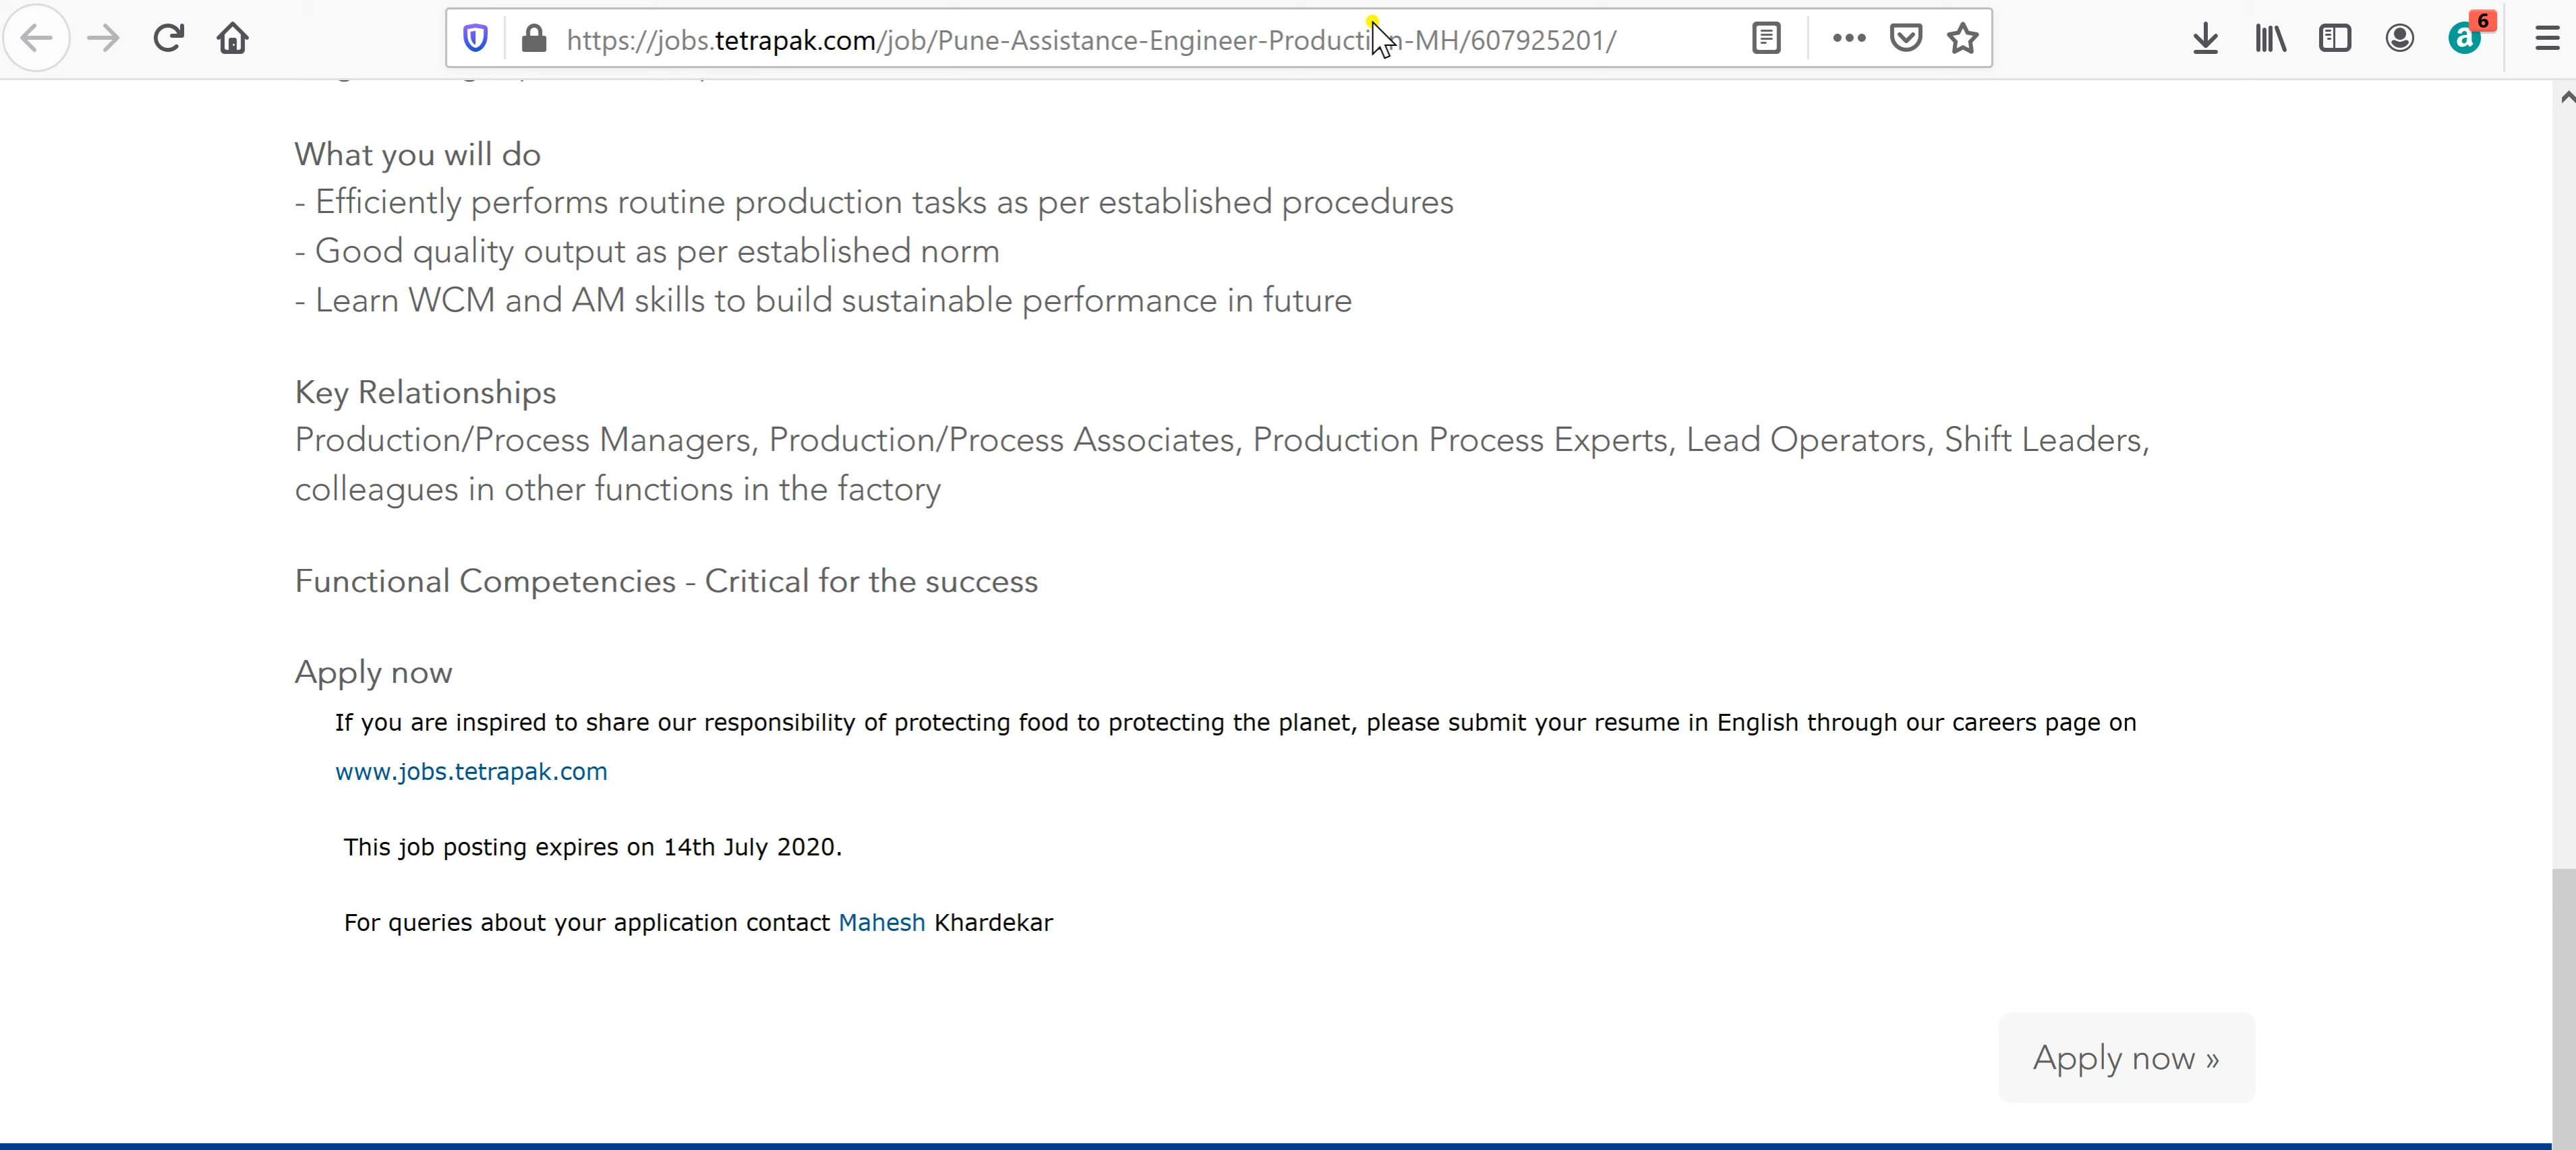 https://jobs.tetrapak.com/job/Pune-Assistance-Engineer-Production-MH/607925201/
6
a
What you will do
- Efficiently performs routine production tasks as per established procedures
- Good quality output as per established norm
- Learn WCM and AM skills to build sustainable performance in future
Key Relationships
Production/Process Managers, Production/Process Associates, Production Process Experts, Lead Operators, Shift Leaders,
colleagues in other functions in the factory
Functional Competencies - Critical for the success
Apply now
If you are inspired to share our responsibility of protecting food to protecting the planet, please submit your resume in English through our careers page on
www.jobs.tetrapak.com
This job posting expires on 14th July 2020.
For queries about your application contact Mahesh Khardekar
Apply now »